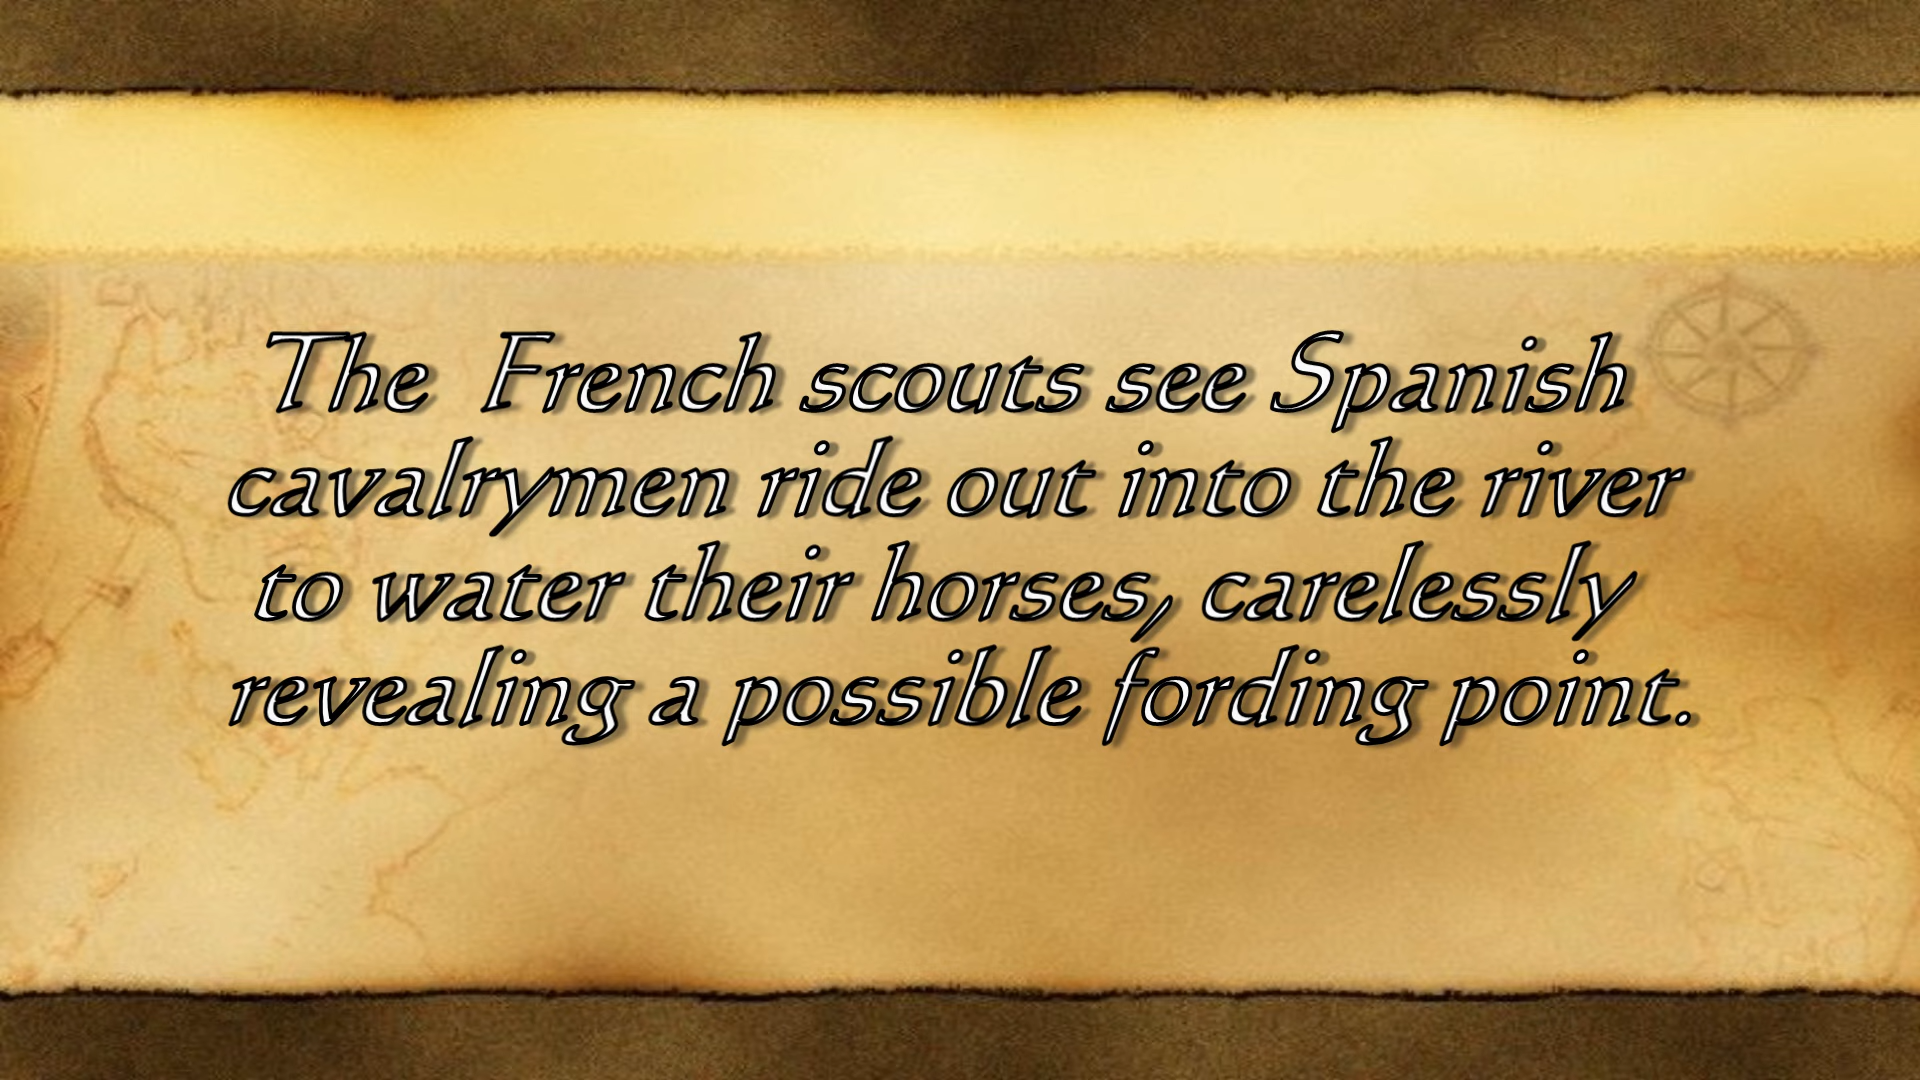 The  French scouts see Spanish
cavalrymen ride out into the river
to water their horses, carelessly
revealing a possible fording point.